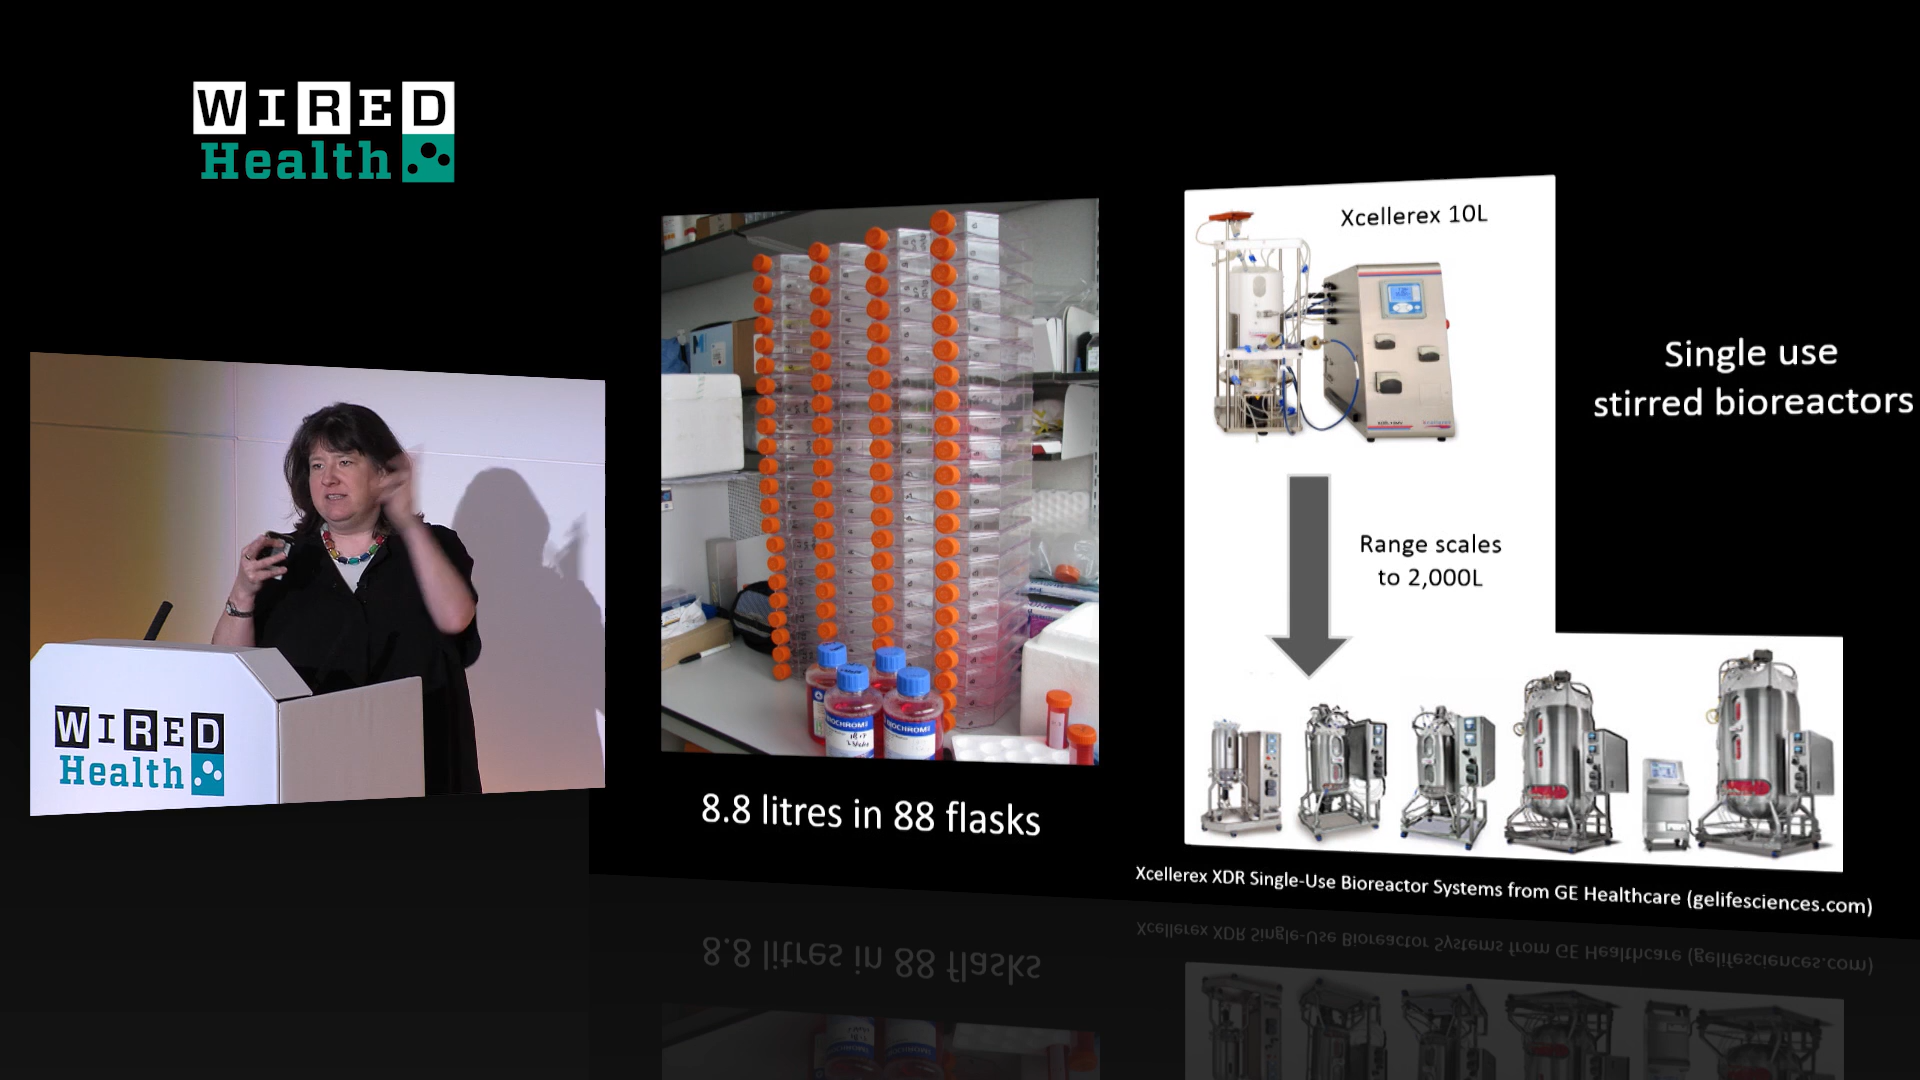 WIRED
Health
WIRED
Health
8.8 litres in 88 flasks
Xcellerex 10L
Range scales
to 2,000L
Single use
stirred bioreactors
Xcellerex XDR Single-Use Bioreactor Systems from GE Healthcare (gelifesciences.com)